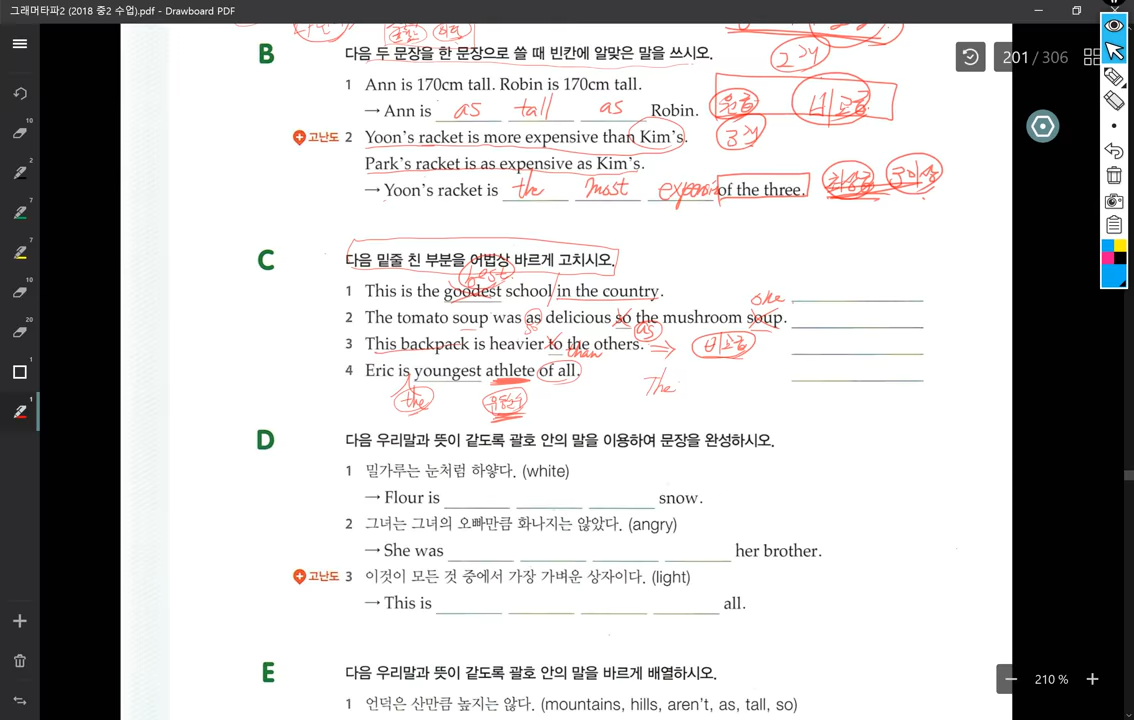 그래머타파2 (2018 중2 수업).pdf - Drawboard PDF
201 / 306
B 다음 두 문장을 한 문장으로 쓸 때 빈칸에 알맞은 말을 쓰시오.
2개
1 Ann is 170cm tall. Robin is 170cm tall.
→ Ann is as tall as Robin.
원급 비교급
고난도 2 Yoon's racket is more expensive than Kim's.
Park's racket is as expensive as Kim's.
→ Yoon's racket is the most of the three.
최상급
C 다음 밑줄 친 부분을 어법상 바르게 고치시오.
best
1 This is the goodest school in the country.
one
2 The tomato soup was as delicious so the mushroom soup.
so as
3 This backpack is heavier to the others.
than
비교급
4 Eric is youngest athlete of all.
The
the
D 다음 우리말과 뜻이 같도록 괄호 안의 말을 이용하여 문장을 완성하시오.
1 밀가루는 눈처럼 하얗다. (white)
→ Flour is snow.
2 그녀는 그녀의 오빠만큼 화나지는 않았다. (angry)
→ She was her brother.
고난도 3 이것이 모든 것 중에서 가장 가벼운 상자이다. (light)
→ This is all.
E 다음 우리말과 뜻이 같도록 괄호 안의 말을 바르게 배열하시오.
1 언덕은 산만큼 높지는 않다. (mountains, hills, aren't, as, tall, so)
210 %
10
2
7
7
10
20
1